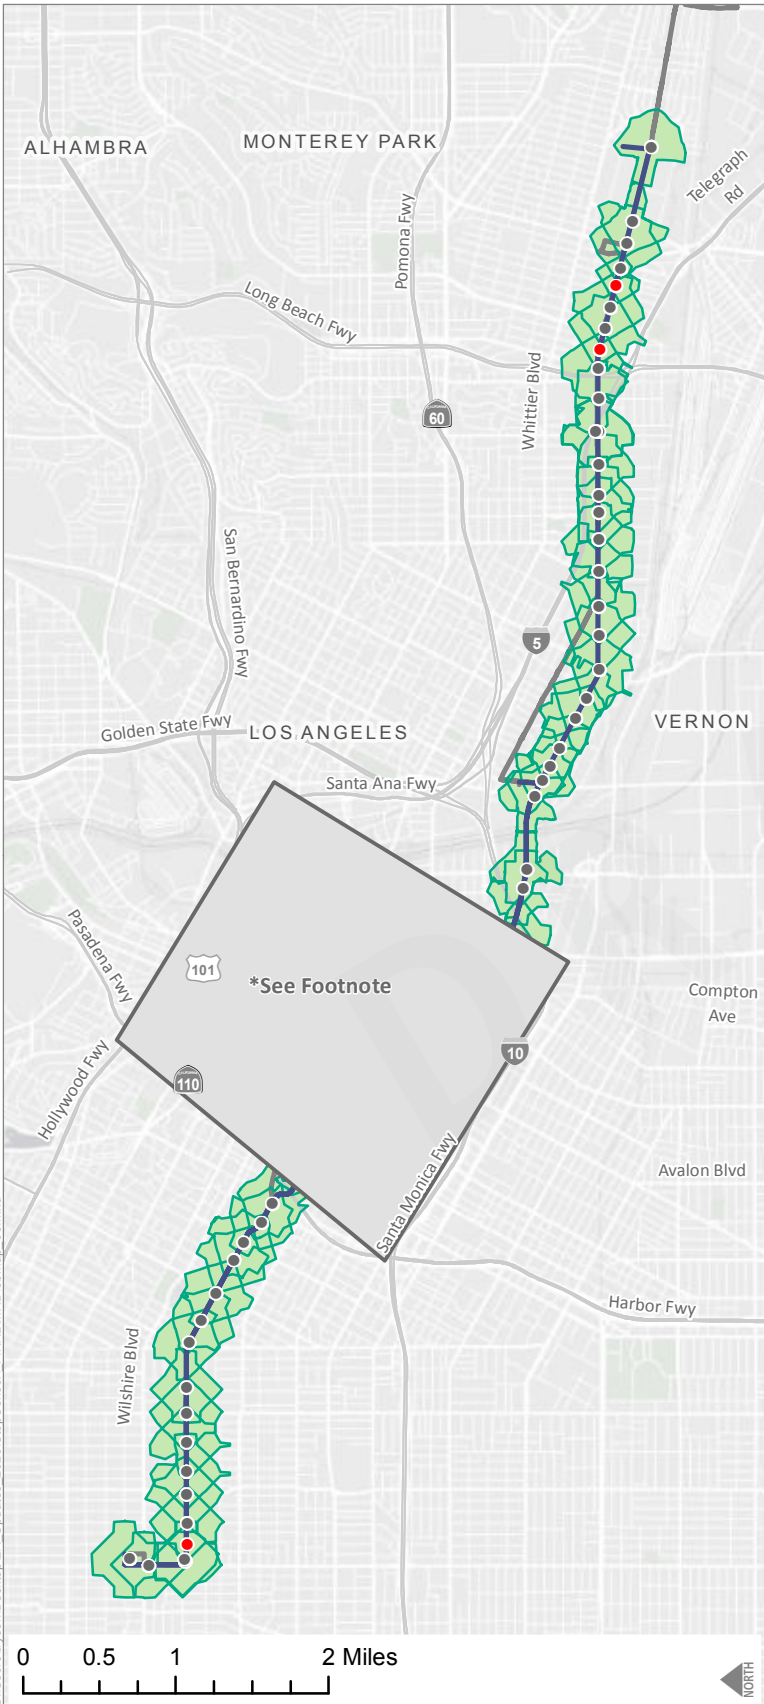 ALHAMBRA
MONTEREY PARK
Telegraph
Rd
Pomona Fwy
Long Beach Fwy
Whittier Blvd
CALIFORNIA
60
San Bernardino Fwy
5
Golden State Fwy
LOS ANGELES
VERNON
Santa Ana Fwy
Pasadena Fwy
101
*See Footnote
Compton
Ave
10
Hollywood Fwy
CALIFORNIA
110
Santa Monica Fwy
Avalon Blvd
Harbor Fwy
Wilshire Blvd
0 0.5 1 2 Miles
NORTH